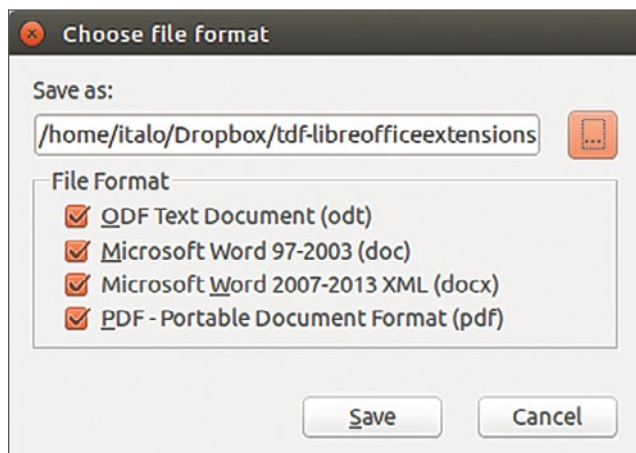 Choose file format
Save as:
/home/italo/Dropbox/tdf-libreofficeextensions
...
File Format
ODF Text Document (odt)
Microsoft Word 97-2003 (doc)
Microsoft Word 2007-2013 XML (docx)
PDF - Portable Document Format (pdf)
Save Cancel